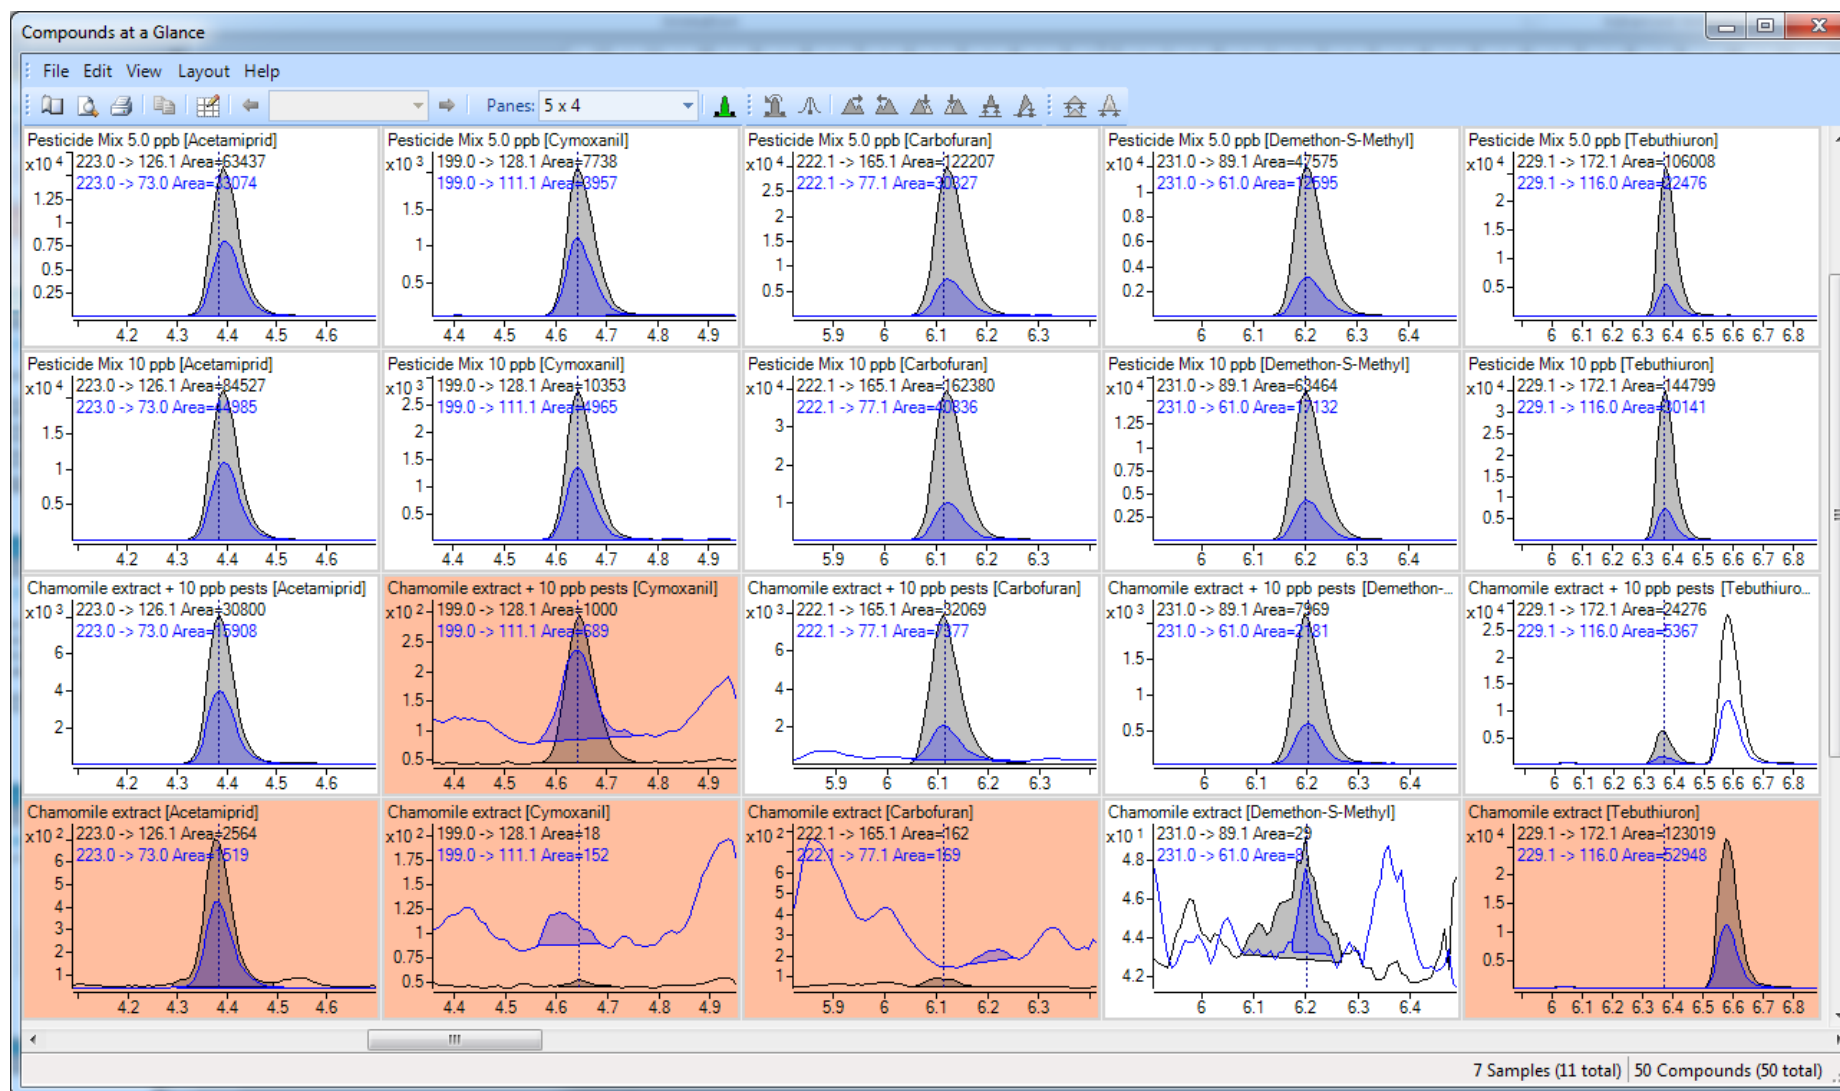 Compounds at a Glance
File Edit View Layout Help
Panes: 5 x 4
Pesticide Mix 5.0 ppb [Acetamiprid]
x10 4 223.0 -> 126.1 Area=63437
223.0 -> 73.0 Area=33074
1.25
1
0.75
0.5
0.25
4.2 4.3 4.4 4.5 4.6
Pesticide Mix 5.0 ppb [Cymoxanil]
x10 3 199.0 -> 128.1 Area=7738
199.0 -> 111.1 Area=3957
1.5
1
0.5
4.4 4.5 4.6 4.7 4.8 4.9
Pesticide Mix 5.0 ppb [Carbofuran]
x10 4 222.1 -> 165.1 Area=122207
222.1 -> 77.1 Area=30327
2.5
2
1.5
1
0.5
5.9 6 6.1 6.2 6.3
Pesticide Mix 5.0 ppb [Demethon-S-Methyl]
x10 4 231.0 -> 89.1 Area=47575
231.0 -> 61.0 Area=12595
1
0.8
0.6
0.4
0.2
6 6.1 6.2 6.3 6.4
Pesticide Mix 5.0 ppb [Tebuthiuron]
x10 4 229.1 -> 172.1 Area=106008
229.1 -> 116.0 Area=22476
2
1.5
1
0.5
6 6.1 6.2 6.3 6.4 6.5 6.6 6.7 6.8
Pesticide Mix 10 ppb [Acetamiprid]
x10 4 223.0 -> 126.1 Area=84527
223.0 -> 73.0 Area=44985
1.5
1
0.5
4.2 4.3 4.4 4.5 4.6
Pesticide Mix 10 ppb [Cymoxanil]
x10 3 199.0 -> 128.1 Area=10353
2.5
199.0 -> 111.1 Area=4965
2
1.5
1
0.5
4.4 4.5 4.6 4.7 4.8 4.9
Pesticide Mix 10 ppb [Carbofuran]
x10 4 222.1 -> 165.1 Area=162380
222.1 -> 77.1 Area=40836
3
2
1
5.9 6 6.1 6.2 6.3
Pesticide Mix 10 ppb [Demethon-S-Methyl]
x10 4 231.0 -> 89.1 Area=63464
231.0 -> 61.0 Area=17132
1.25
1
0.75
0.5
0.25
6 6.1 6.2 6.3 6.4
Pesticide Mix 10 ppb [Tebuthiuron]
x10 4 229.1 -> 172.1 Area=144799
3
229.1 -> 116.0 Area=30141
2.5
2
1.5
1
0.5
6 6.1 6.2 6.3 6.4 6.5 6.6 6.7 6.8
Chamomile extract + 10 ppb pests [Acetamiprid]
x10 3 223.0 -> 126.1 Area=30800
223.0 -> 73.0 Area=15908
6
4
2
4.2 4.3 4.4 4.5 4.6
Chamomile extract + 10 ppb pests [Cymoxanil]
x10 2 199.0 -> 128.1 Area=1000
199.0 -> 111.1 Area=689
2.5
2
1.5
1
0.5
4.4 4.5 4.6 4.7 4.8 4.9
Chamomile extract + 10 ppb pests [Carbofuran]
x10 3 222.1 -> 165.1 Area=32069
222.1 -> 77.1
6
4
2
5.9 6 6.1 6.2 6.3
Chamomile extract + 10 ppb pests [Demethon-...
x10 3 231.0 -> 89.1 Area=7969
231.0 -> 61.0
1.5
1
0.5
6 6.1 6.2 6.3 6.4
Chamomile extract + 10 ppb pests [Tebuthiuro...
x10 4 229.1 -> 172.1 Area=24276
2.5
229.1 -> 116.0 Area=5367
2
1.5
1
0.5
6 6.1 6.2 6.3 6.4 6.5 6.6 6.7 6.8
Chamomile extract [Acetamiprid]
x10 2 223.0 -> 126.1 Area=2564
6
223.0 -> 73.0 Area=1519
5
4
3
2
1
4.2 4.3 4.4 4.5 4.6
Chamomile extract [Cymoxanil]
x10 2 199.0 -> 128.1 Area=18
1.75
199.0 -> 111.1 Area=152
1.5
1.25
1
0.75
0.5
4.4 4.5 4.6 4.7 4.8 4.9
Chamomile extract [Carbofuran]
x10 2 222.1 -> 165.1 Area=162
222.1 -> 77.1 Area=169
6
5
4
3
2
1
5.9 6 6.1 6.2 6.3
Chamomile extract [Demethon-S-Methyl]
x10 1 231.0 -> 89.1 Area=29
4.8
231.0 -> 61.0 Area=8
4.6
4.4
4.2
6 6.1 6.2 6.3 6.4
Chamomile extract [Tebuthiuron]
x10 4 229.1 -> 172.1 Area=123019
229.1 -> 116.0 Area=52948
2
1.5
1
0.5
6 6.1 6.2 6.3 6.4 6.5 6.6 6.7 6.8
7 Samples (11 total) 50 Compounds (50 total)